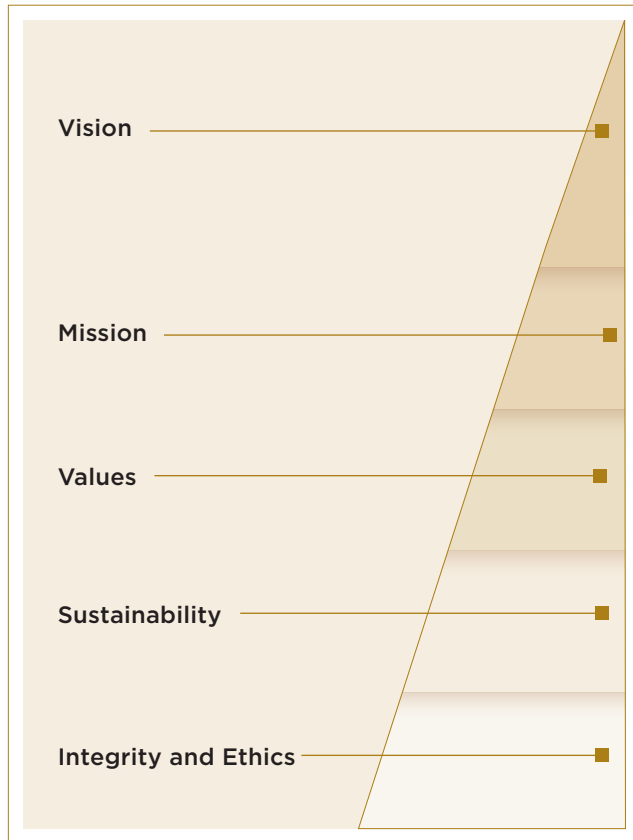 Vision
Mission
Values
Sustainability
Integrity and Ethics